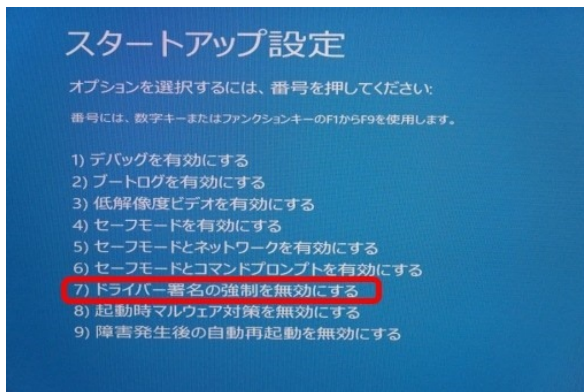 スタートアップ設定
オプションを選択するには、番号を押してください:
番号には、数字キーまたはファンクションキーのF1からF9を使用します。
1) デバッグを有効にする
2) ブートログを有効にする
3) 低解像度ビデオを有効にする
4) セーフモードを有効にする
5) セーフモードとネットワークを有効にする
6) セーフモードとコマンドプロンプトを有効にする
7) ドライバー署名の強制を無効にする
8) 起動時マルウェア対策を無効にする
9) 障害発生後の自動再起動を無効にする